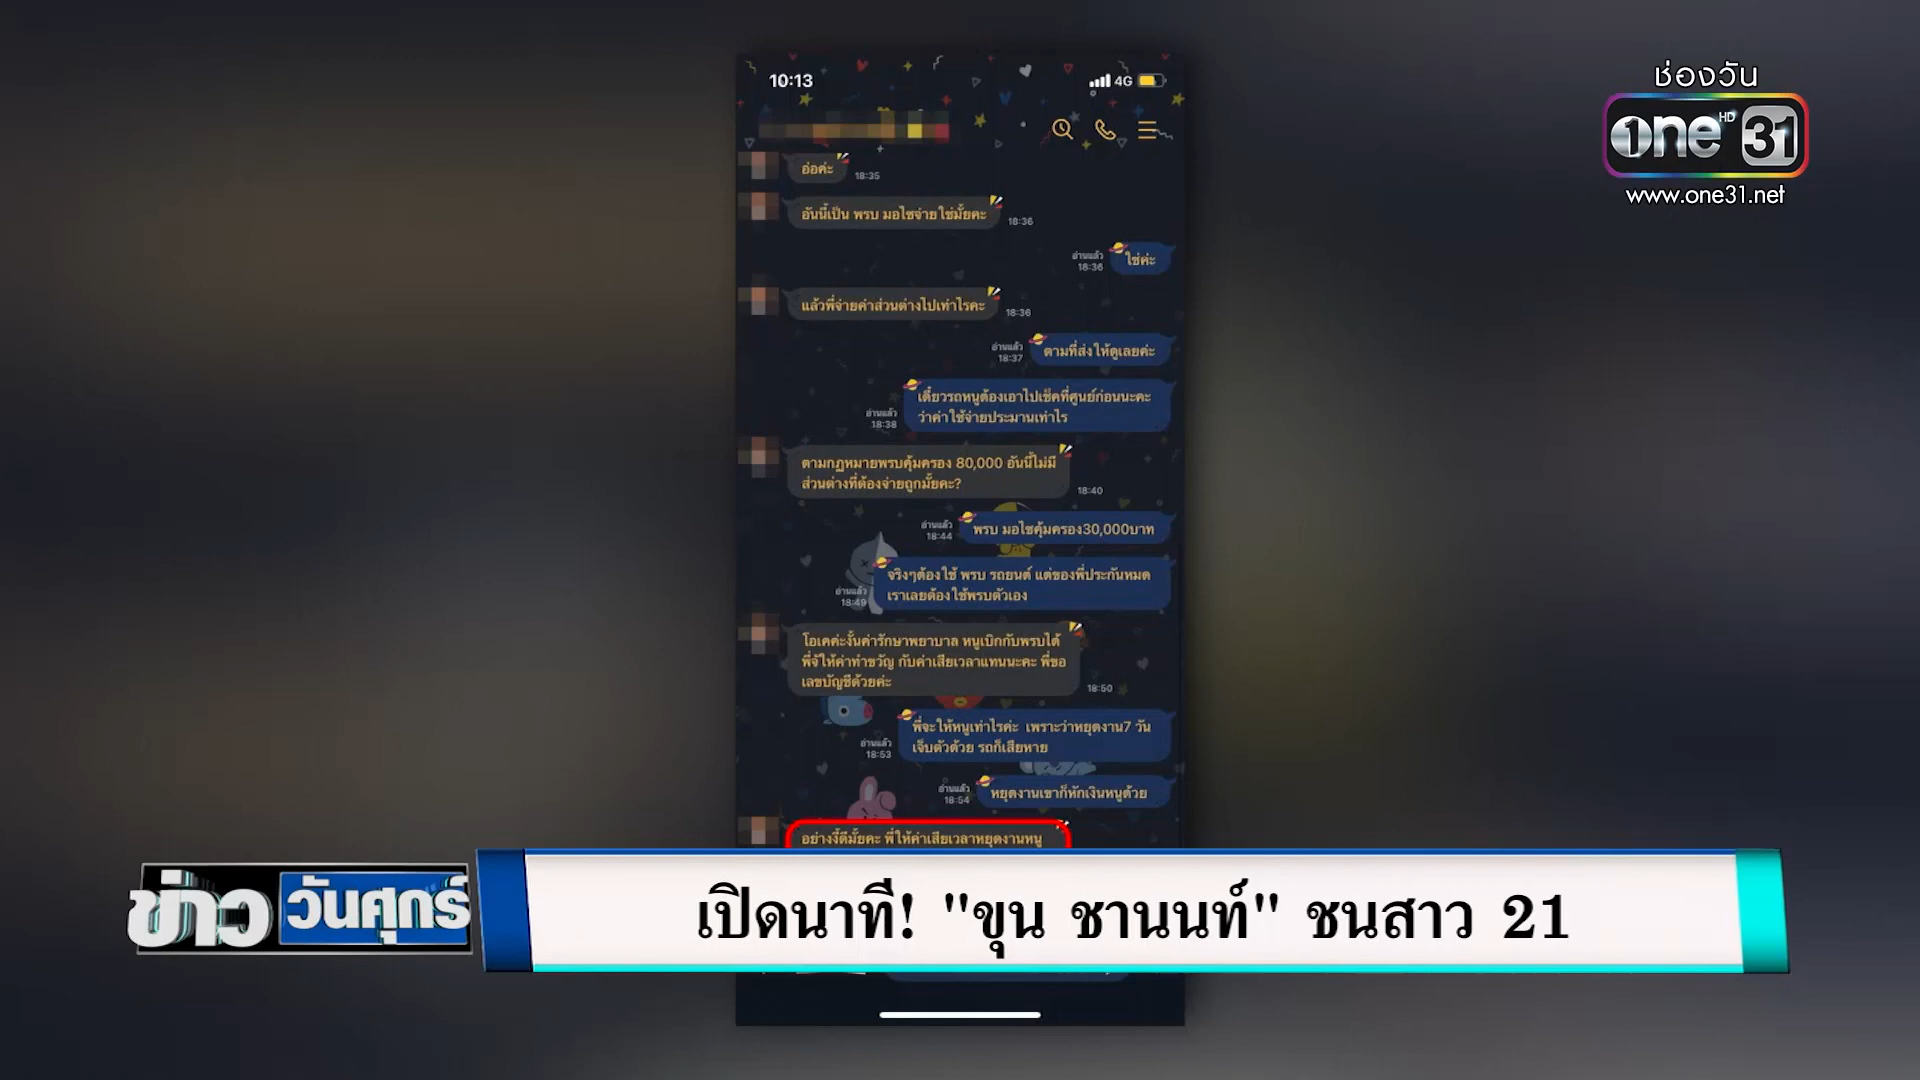 10:13
4G
ช่องวัน
one HD 31
www.one31.net
อ๋อค่ะ
18:35
อันนี้เป็น พรบ มอไซจ่ายใช่มั้ยคะ
18:36
อ่านแล้ว
18:36
ใช่ค่ะ
แล้วพี่จ่ายค่าส่วนต่างไปเท่าไรคะ
18:36
อ่านแล้ว
18:37
ตามที่ส่งให้ดูเลยค่ะ
เดี๋ยวรถหนูต้องเอาไปเช็คที่ศูนย์ก่อนนะคะ
ว่าค่าใช้จ่ายประมานเท่าไร
อ่านแล้ว
18:38
ตามกฎหมายพรบคุ้มครอง 80,000 อันนี้ไม่มี
ส่วนต่างที่ต้องจ่ายถูกมั้ยคะ?
18:40
อ่านแล้ว
18:44
พรบ มอไซคุ้มครอง30,000บาท
จริงๆต้องใช้ พรบ รถยนต์ แต่ของพี่ประกันหมด
เราเลยต้องใช้พรบตัวเอง
อ่านแล้ว
18:49
โอเคค่ะงั้นค่ารักษาพยาบาล หนูเบิกกับพรบได้
พี่จัให้ค่าทำขวัญ กับค่าเสียเวลาแทนนะคะ พี่ขอ
เลขบัญชีด้วยค่ะ
18:50
พี่จะให้หนูเท่าไรค่ะ เพราะว่าหยุดงาน7 วัน
เจ็บตัวด้วย รถก็เสียหาย
อ่านแล้ว
18:53
อ่านแล้ว
18:54
หยุดงานเขาก็หักเงินหนูด้วย
อย่างงี้ดีมั้ยคะ พี่ให้ค่าเสียเวลาหยุดงานหนู
ข่าววันศุกร์
เปิดนาที! "ขุน ชานนท์" ชนสาว 21